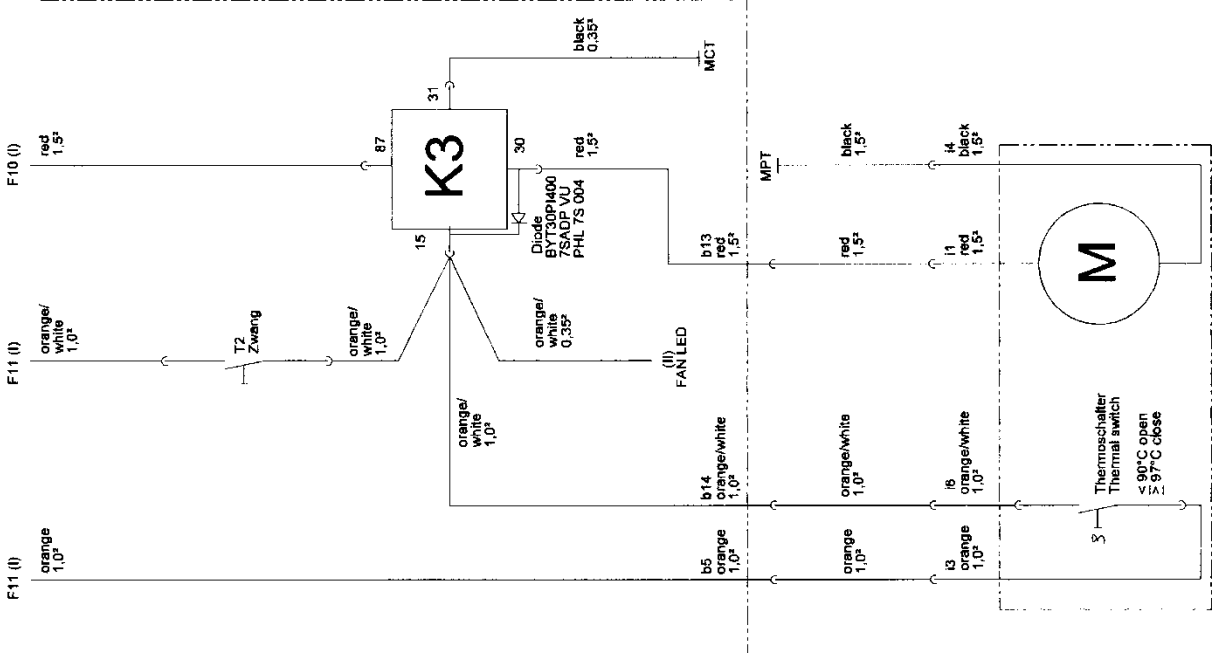 F10 (I)
red
1,5²
87
K3
31
black
0,35²
MCT
30
red
1,5²
15
Diode
BYT30PI400
7SADP VU
PHL 7S 004
F11 (I)
orange/
white
1,0²
T2
Zwang
orange/
white
1,0²
orange/
white
0,35²
(II)
FAN LED
orange/
white
1,0²
F11 (I)
orange
1,0²
MPT
black
1,5²
i4
black
1,5²
b13
red
1,5²
red
1,5²
i1
red
1,5²
M
b14
orange/white
1,0²
orange/white
1,0²
i6
orange/white
1,0²
b5
orange
1,0²
orange
1,0²
i3
orange
1,0²
Thermoschalter
Thermal switch
< 90°C open
≥ 97°C close